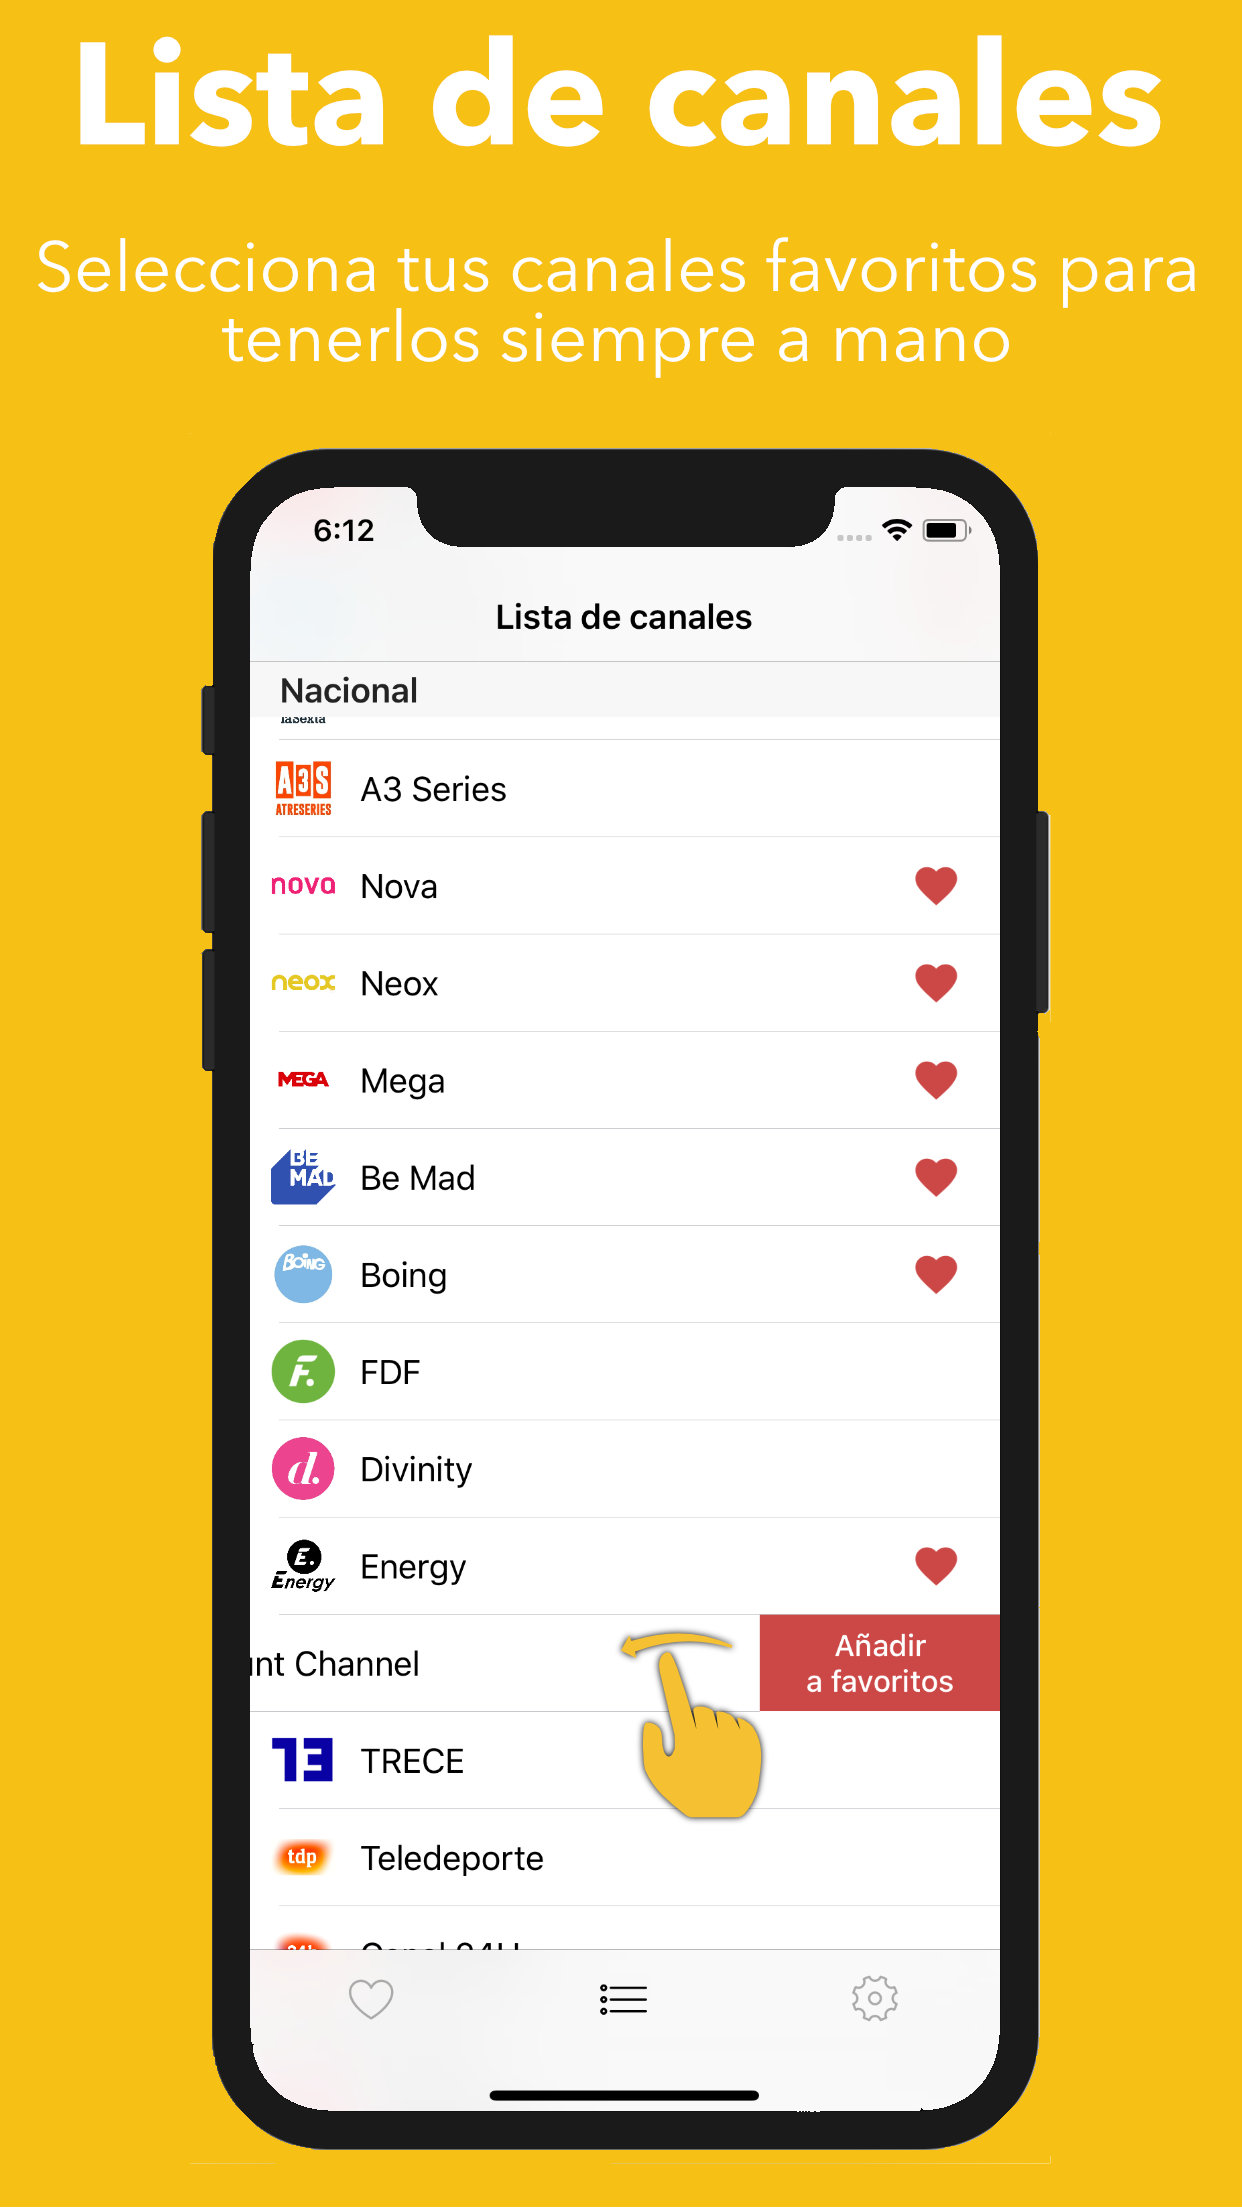 Lista de canales
Selecciona tus canales favoritos para
tenerlos siempre a mano
6:12
Lista de canales
Nacional
laSexta
A3S
ATRESERIES
A3 Series
nova
Nova
neox
Neox
MEGA
Mega
BE
MAD
Be Mad
BOING
Boing
F.
FDF
d.
Divinity
E.
Energy
Energy
nt Channel
Añadir
a favoritos
13
TRECE
tdp
Teledeporte
Canal 24H